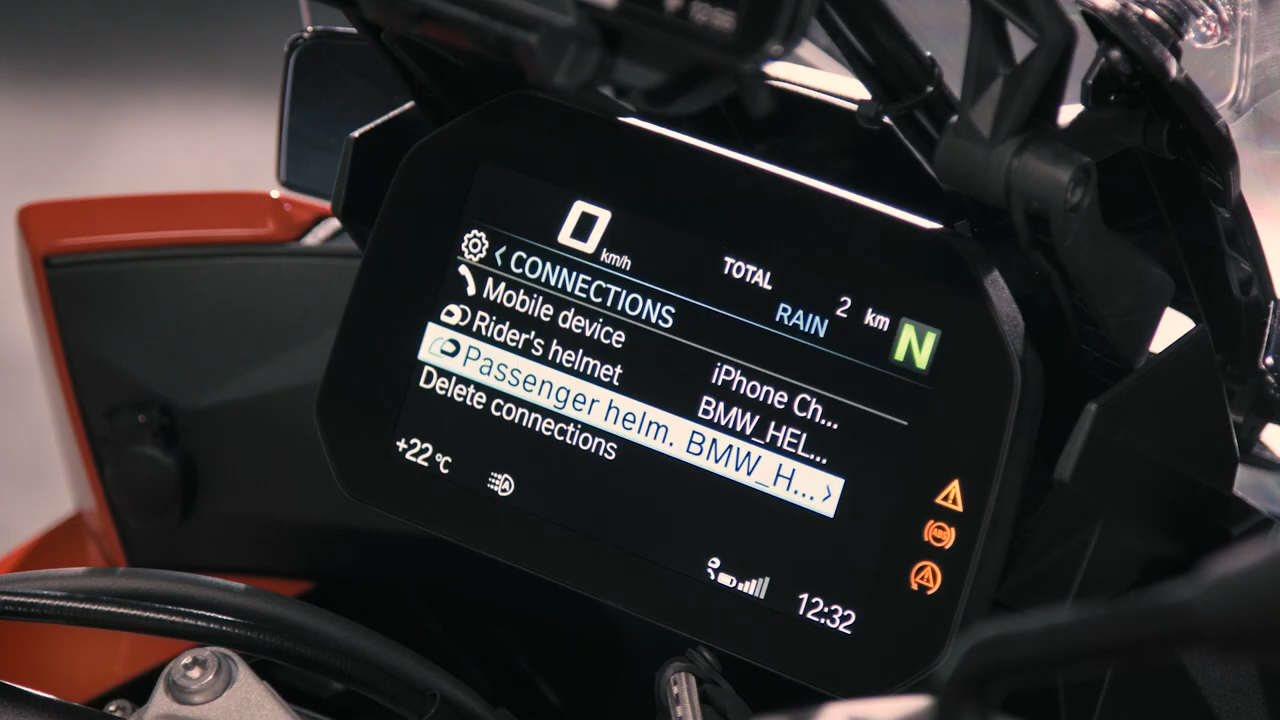 0 km/h
TOTAL 2 km
CONNECTIONS
RAIN
N
Mobile device iPhone Ch...
Rider's helmet BMW_HEL...
Passenger helm. BMW_H...
Delete connections
+22 °C
A
ABS
12:32